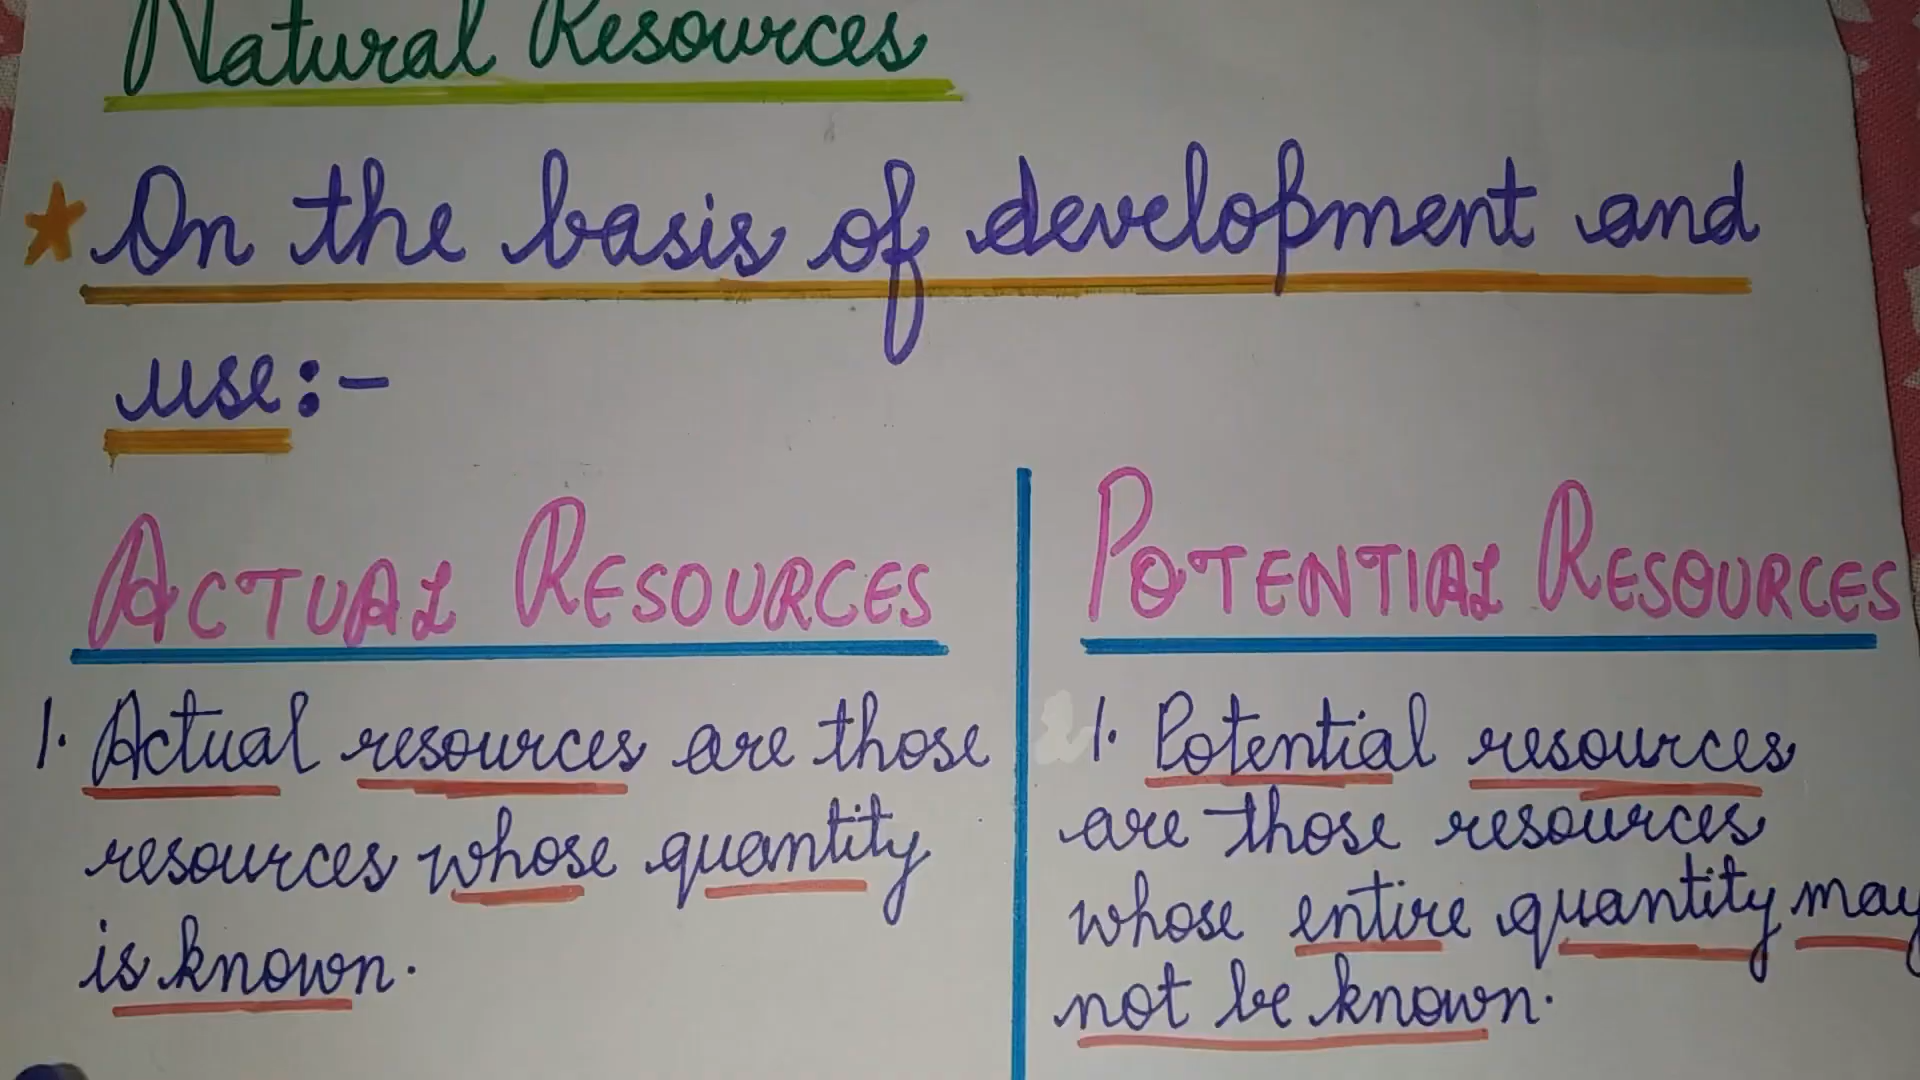 Natural Resources
On the basis of development and
use:-
ACTUAL RESOURCES
1. Actual resources are those
resources whose quantity
is known.
POTENTIAL RESOURCES
1. Potential resources
are those resources
whose entire quantity may
not be known.